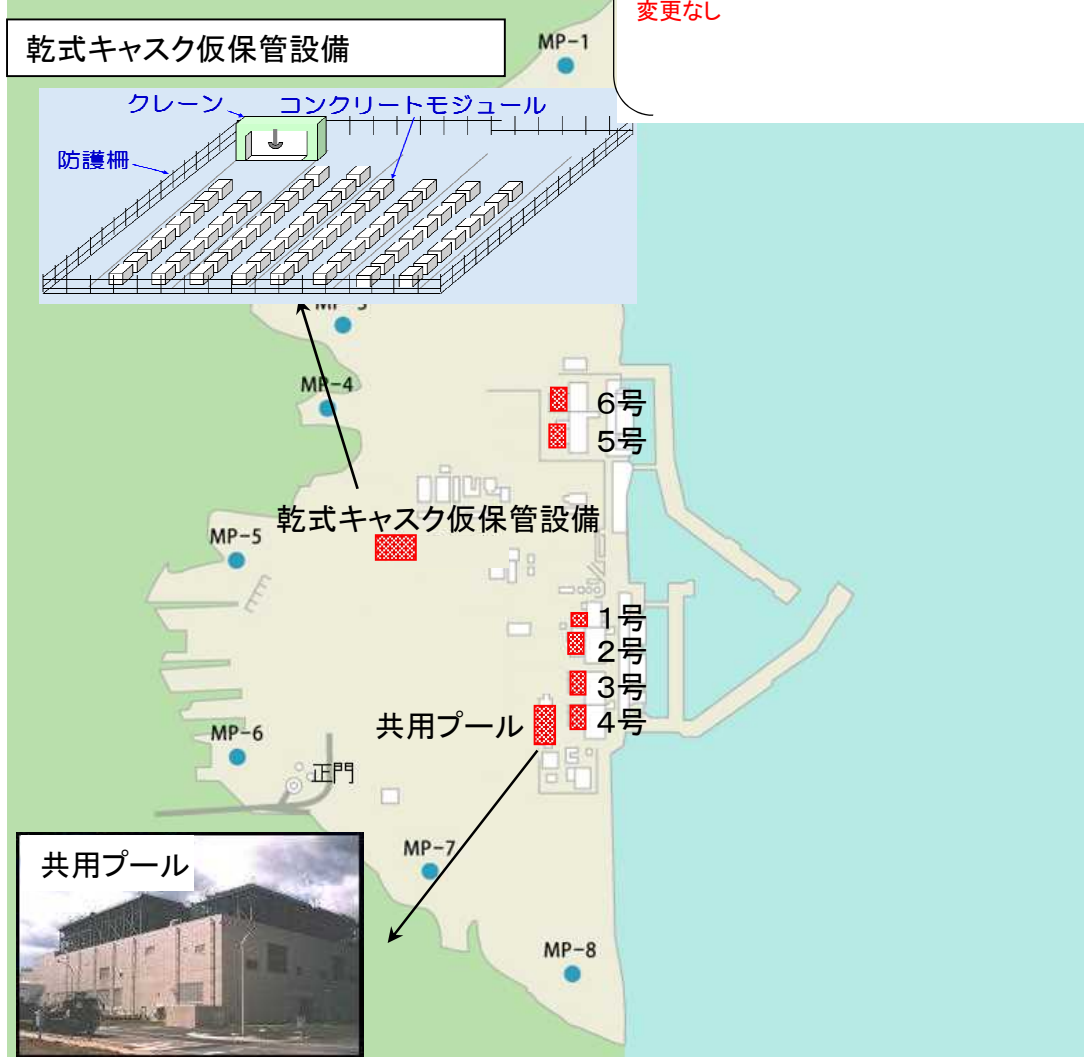 変更なし
乾式キャスク仮保管設備
MP-1
クレーン
コンクリートモジュール
防護柵
MP-4
6号
5号
乾式キャスク仮保管設備
MP-5
1号
2号
3号
共用プール
4号
MP-6
正門
共用プール
MP-7
MP-8